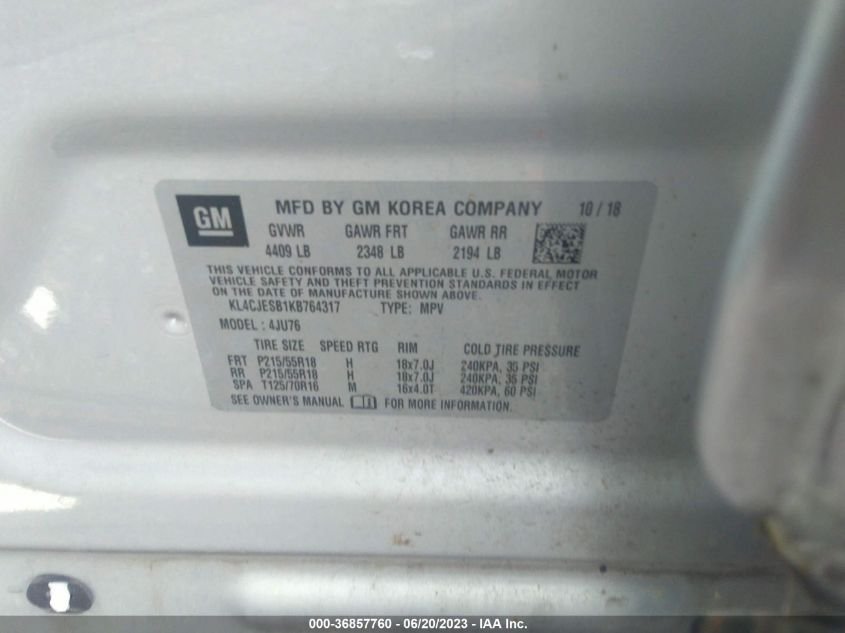 GM
MFD BY GM KOREA COMPANY 10 / 18
GVWR GAWR FRT GAWR RR
4409 LB 2348 LB 2194 LB
THIS VEHICLE CONFORMS TO ALL APPLICABLE U.S. FEDERAL MOTOR
VEHICLE SAFETY AND THEFT PREVENTION STANDARDS IN EFFECT
ON THE DATE OF MANUFACTURE SHOWN ABOVE.
KL4CJESB1KB764317 TYPE: MPV
MODEL : 4JU76
TIRE SIZE SPEED RTG RIM COLD TIRE PRESSURE
FRT P215/55R18 H 18x7.0J 240KPA, 35 PSI
RR P215/55R18 H 18x7.0J 240KPA, 35 PSI
SPA T125/70R16 M 16x4.0T 420KPA, 60 PSI
SEE OWNER'S MANUAL FOR MORE INFORMATION.
000-36857760 - 06/20/2023 - IAA Inc.